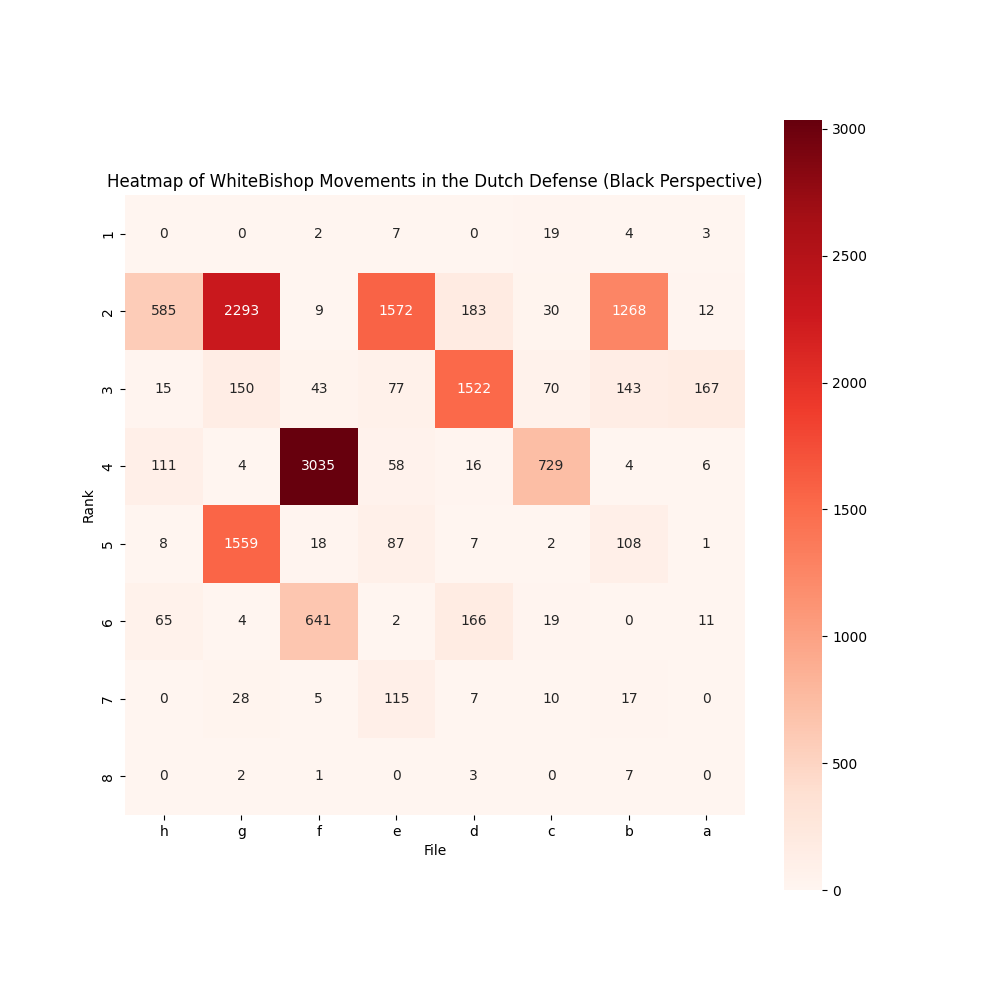 Heatmap of WhiteBishop Movements in the Dutch Defense (Black Perspective)
1 0 0 2 7 0 19 4 3
2 585 2293 9 1572 183 30 1268 12
3 15 150 43 77 1522 70 143 167
4 111 4 3035 58 16 729 4 6
5 8 1559 18 87 7 2 108 1
6 65 4 641 2 166 19 0 11
7 0 28 5 115 7 10 17 0
8 0 2 1 0 3 0 7 0
h g f e d c b a
File
Rank
3000
2500
2000
1500
1000
500
0